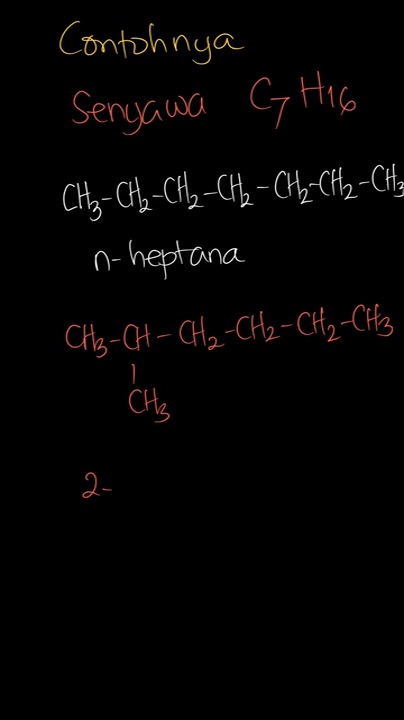 Contohnya
Senyawa C₇H₁₆
CH₃-CH₂-CH₂-CH₂-CH₂-CH₂-CH₃
n-heptana
CH₃-CH-CH₂-CH₂-CH₂-CH₃
|
CH₃
2-